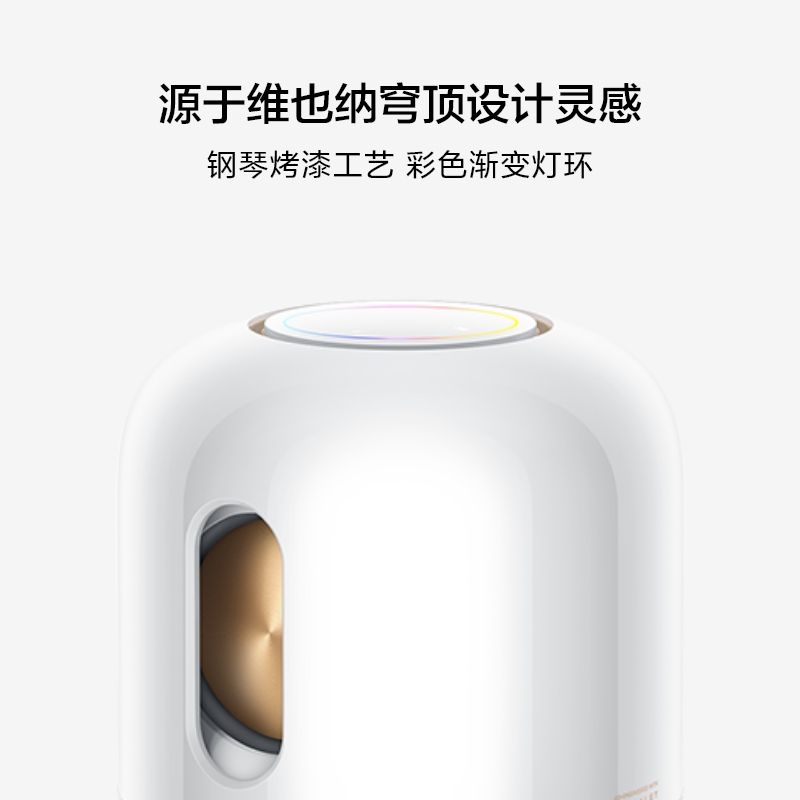 源于维也纳穹顶设计灵感
钢琴烤漆工艺 彩色渐变灯环